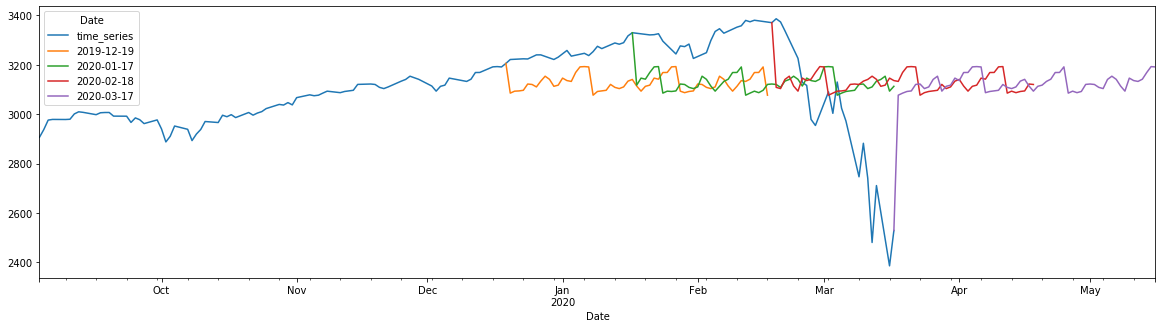 3400
3200
3000
2800
2600
2400
Date
time_series
2019-12-19
2020-01-17
2020-02-18
2020-03-17
Oct
Nov
Dec
Jan
2020
Feb
Mar
Apr
May
Date